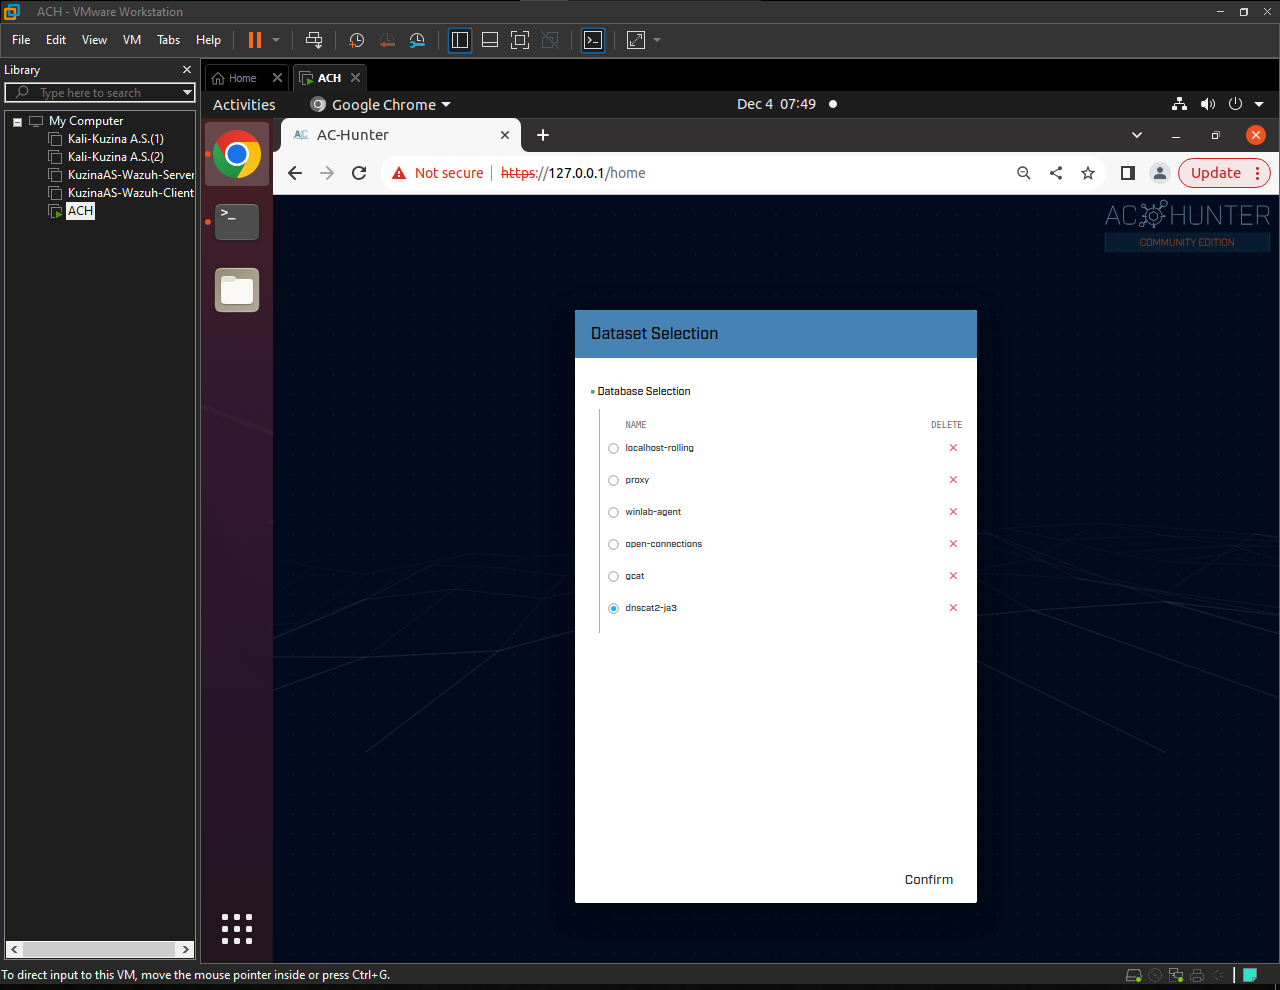 ACH - VMware Workstation
File Edit View VM Tabs Help
Library
Type here to search
My Computer
Kali-Kuzina A.S.(1)
Kali-Kuzina A.S.(2)
KuzinaAS-Wazuh-Server
KuzinaAS-Wazuh-Client
ACH
Home
ACH
Activities
Google Chrome
Dec 4 07:49
AC-Hunter
Not secure
https://127.0.0.1/home
Update
AC HUNTER
COMMUNITY EDITION
Dataset Selection
Database Selection
NAME DELETE
localhost-rolling
proxy
winlab-agent
open-connections
gcat
dnscat2-ja3
Confirm
To direct input to this VM, move the mouse pointer inside or press Ctrl+G.